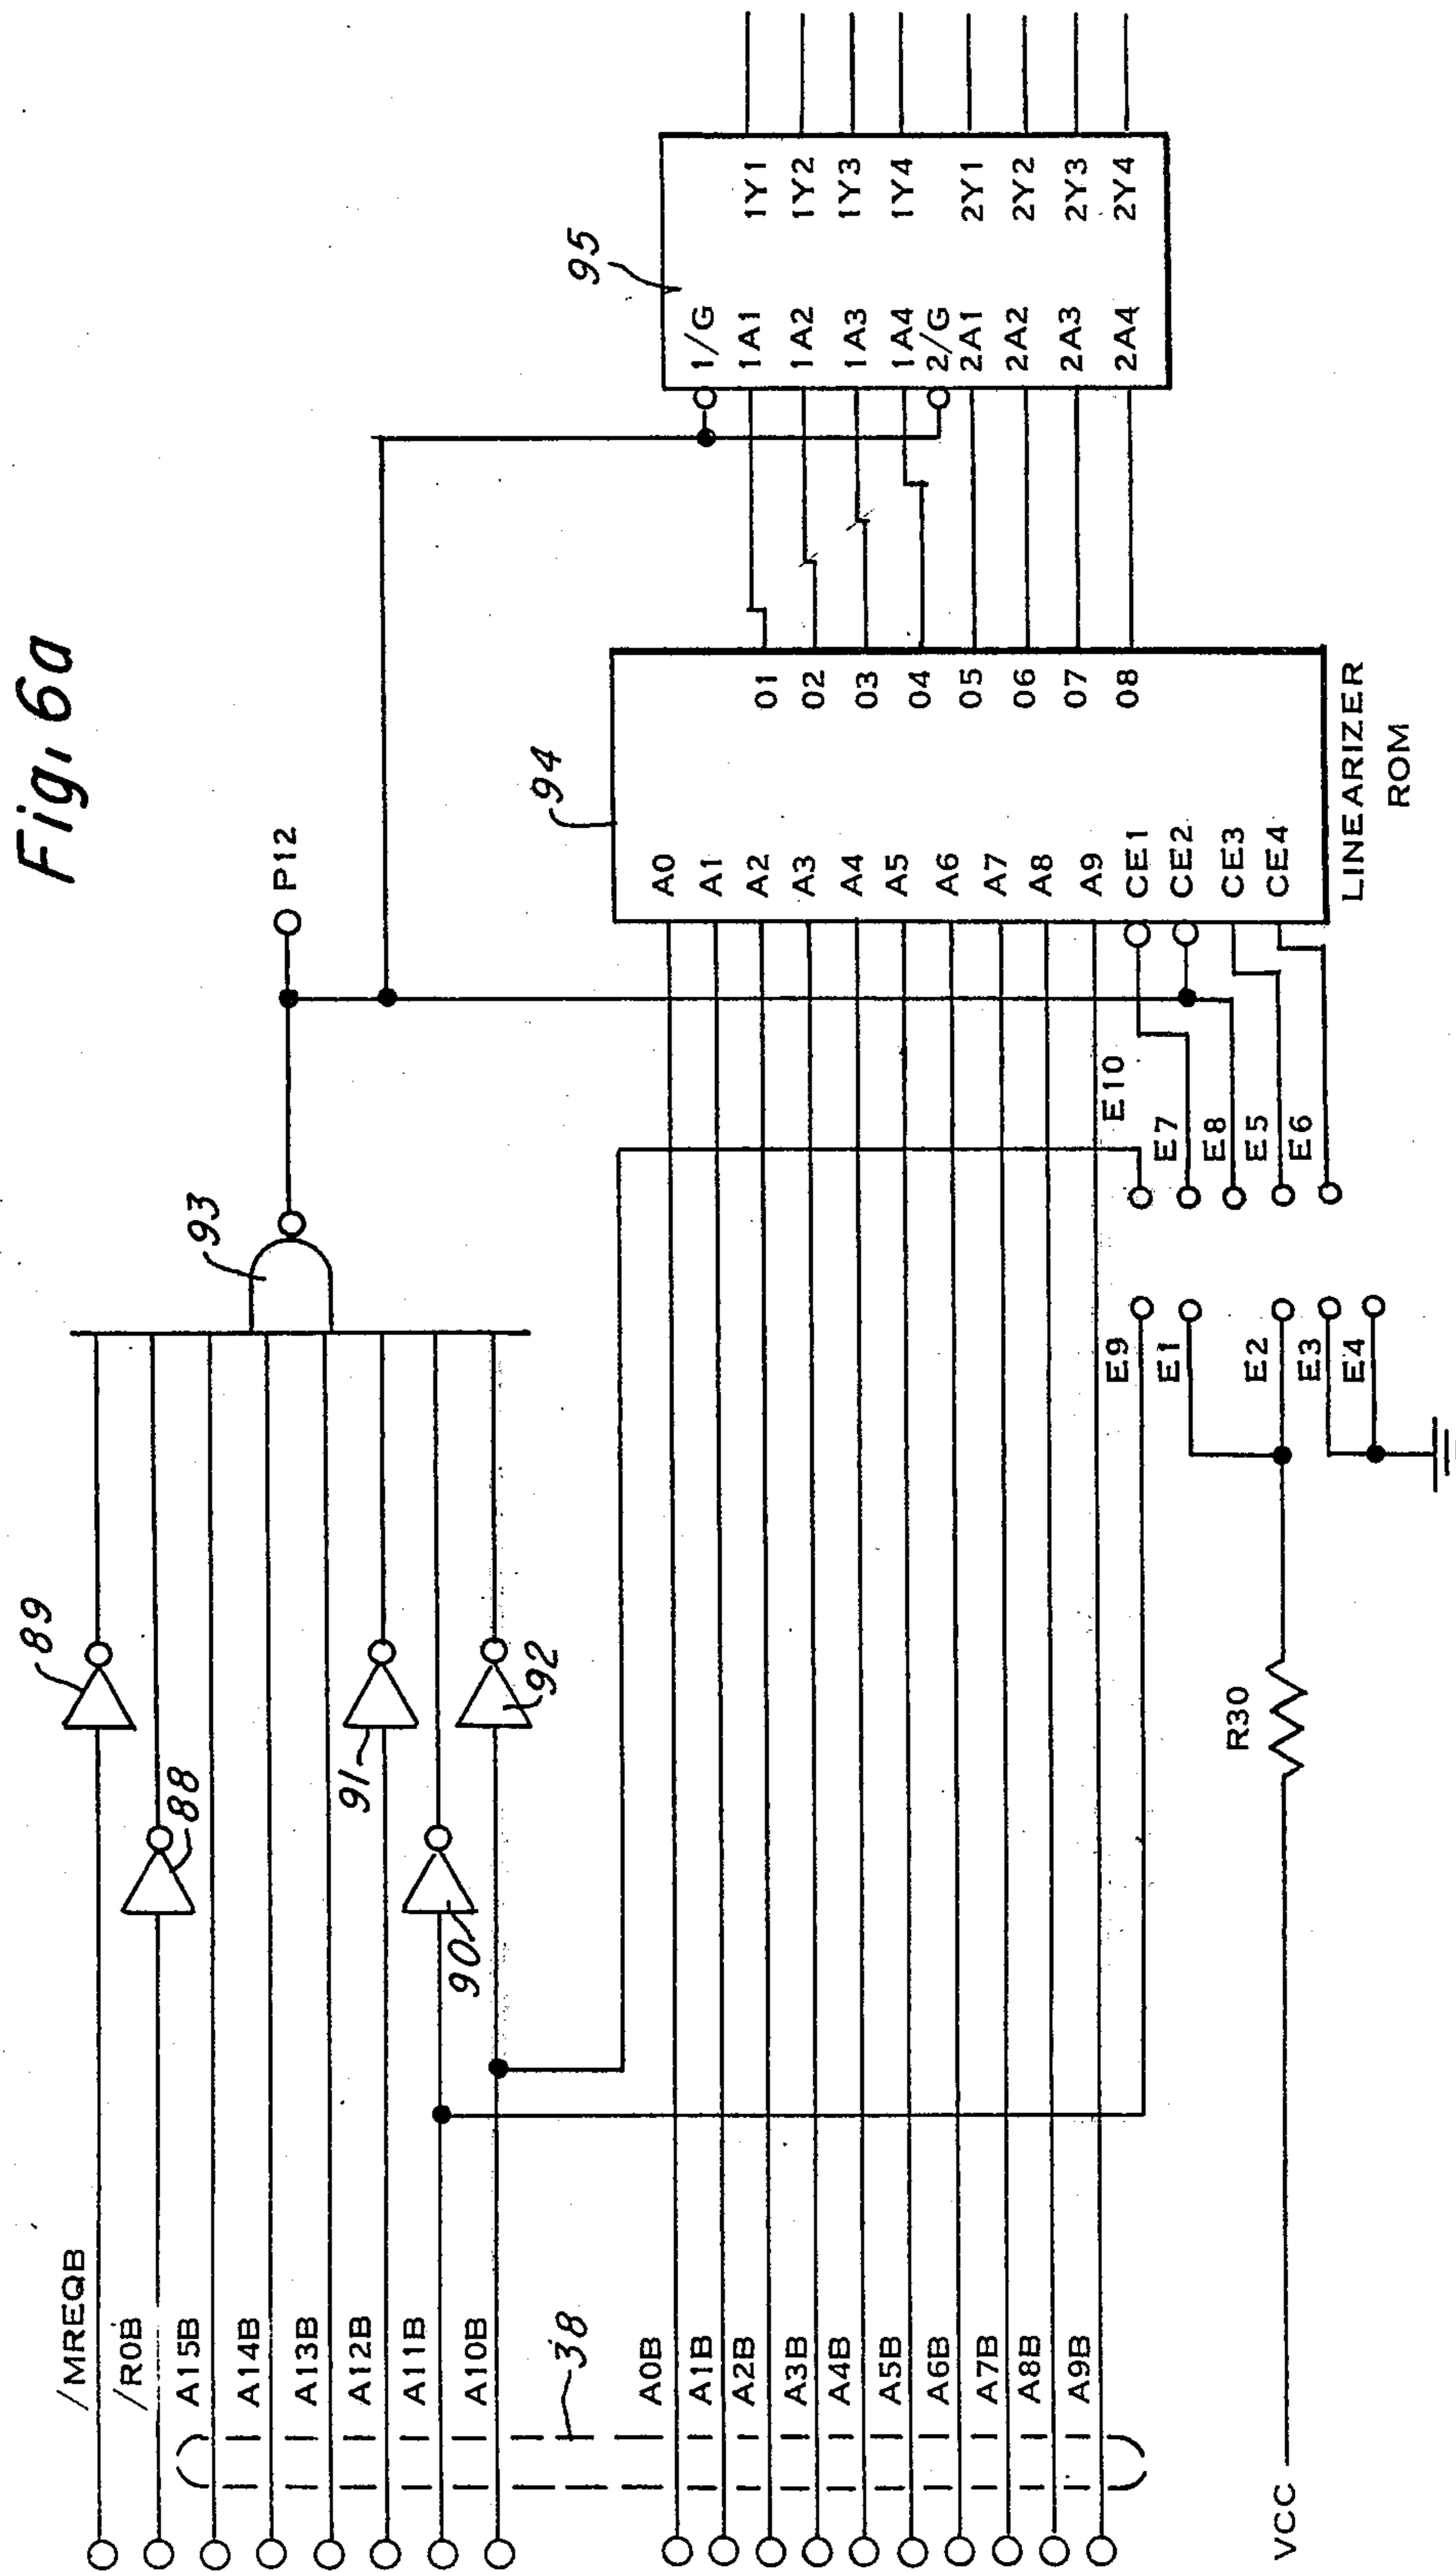 Fig. 6a
/MREQB
/R0B
A15B
A14B
A13B
A12B
A11B
A10B
38
A0B
A1B
A2B
A3B
A4B
A5B
A6B
A7B
A8B
A9B
VCC
R30
89
88
91
90
92
93
P12
E9
E1
E2
E3
E4
E10
E7
E8
E5
E6
94
A0
A1
A2
A3
A4
A5
A6
A7
A8
A9
CE1
CE2
CE3
CE4
01
02
03
04
05
06
07
08
LINEARIZER
ROM
95
1/G
1A1
1A2
1A3
1A4
2/G
2A1
2A2
2A3
2A4
1Y1
1Y2
1Y3
1Y4
2Y1
2Y2
2Y3
2Y4